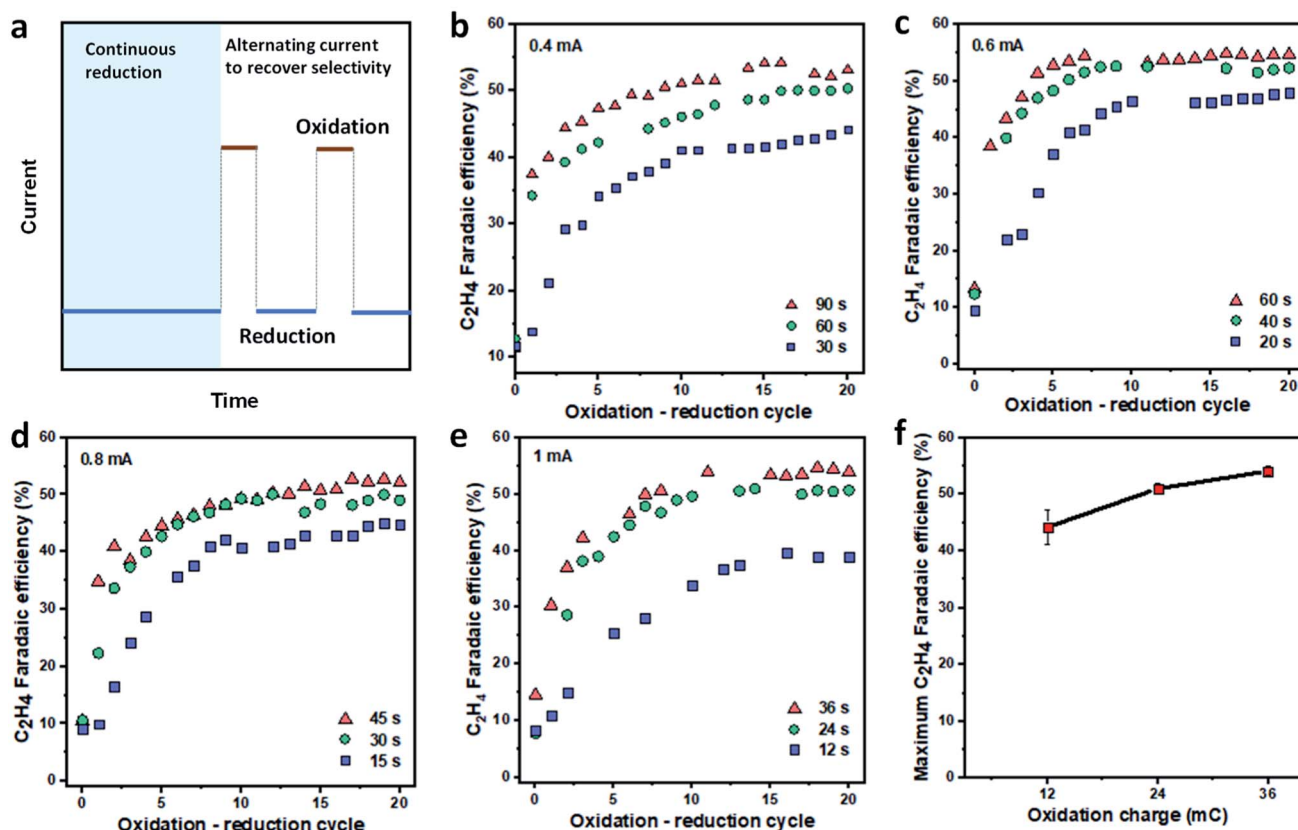 a
Continuous
reduction
Alternating current
to recover selectivity
Oxidation
Current
Reduction
Time
b
C₂H₄ Faradaic efficiency (%)
60
50
40
30
20
10
0.4 mA
90 s
60 s
30 s
0 5 10 15 20
Oxidation - reduction cycle
c
C₂H₄ Faradaic efficiency (%)
60
50
40
30
20
10
0
0.6 mA
60 s
40 s
20 s
0 5 10 15 20
Oxidation - reduction cycle
d
C₂H₄ Faradaic efficiency (%)
60
50
40
30
20
10
0
0.8 mA
45 s
30 s
15 s
0 5 10 15 20
Oxidation - reduction cycle
e
C₂H₄ Faradaic efficiency (%)
60
50
40
30
20
10
0
1 mA
36 s
24 s
12 s
0 5 10 15 20
Oxidation - reduction cycle
f
Maximum C₂H₄ Faradaic efficiency (%)
60
50
40
30
20
10
0
12 24 36
Oxidation charge (mC)